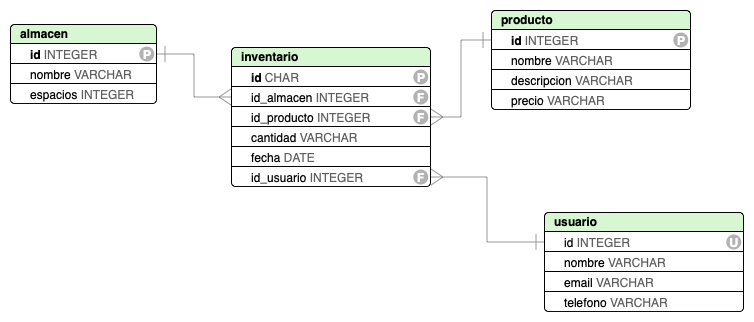 almacen
id INTEGER P
nombre VARCHAR
espacios INTEGER
inventario
id CHAR P
id_almacen INTEGER F
id_producto INTEGER F
cantidad VARCHAR
fecha DATE
id_usuario INTEGER F
producto
id INTEGER P
nombre VARCHAR
descripcion VARCHAR
precio VARCHAR
usuario
id INTEGER U
nombre VARCHAR
email VARCHAR
telefono VARCHAR